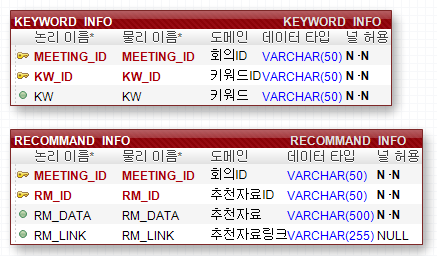 KEYWORD_INFO KEYWORD_INFO
논리 이름* 물리 이름* 도메인 데이터 타입 널 허용
MEETING_ID MEETING_ID 회의ID VARCHAR(50) N -N
KW_ID KW_ID 키워드ID VARCHAR(50) N -N
KW KW 키워드 VARCHAR(50) N -N
RECOMMAND_INFO RECOMMAND_INFO
논리 이름* 물리 이름* 도메인 데이터 타입 널 허용
MEETING_ID MEETING_ID 회의ID VARCHAR(50) N -N
RM_ID RM_ID 추천자료ID VARCHAR(50) N -N
RM_DATA RM_DATA 추천자료 VARCHAR(500) N -N
RM_LINK RM_LINK 추천자료링크 VARCHAR(255) NULL